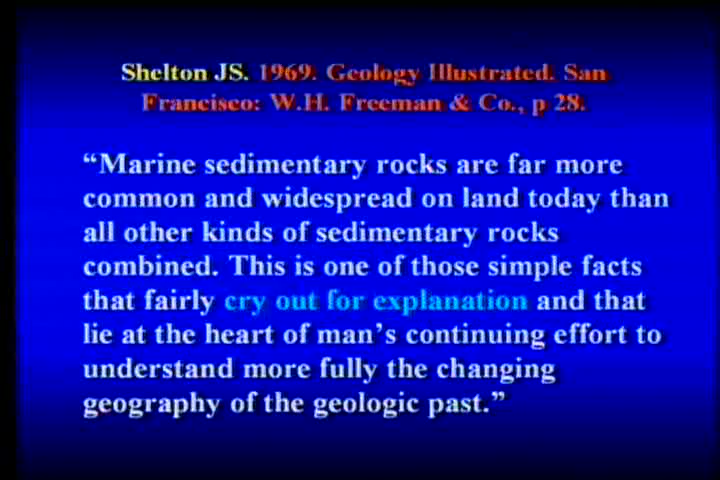 Shelton JS. 1969. Geology Illustrated. San
Francisco: W.H. Freeman & Co., p 28.
“Marine sedimentary rocks are far more
common and widespread on land today than
all other kinds of sedimentary rocks
combined. This is one of those simple facts
that fairly cry out for explanation and that
lie at the heart of man’s continuing effort to
understand more fully the changing
geography of the geologic past.”